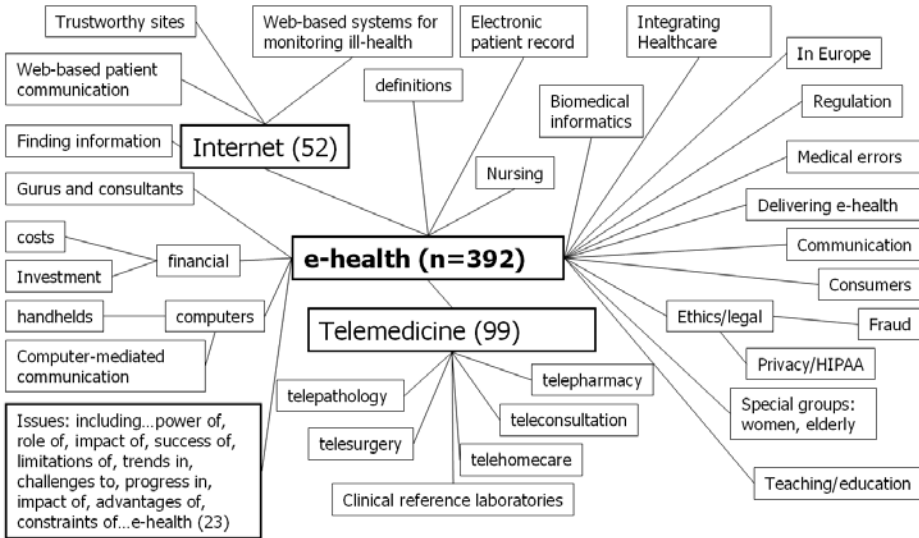 Trustworthy sites
Web-based systems for
monitoring ill-health
Electronic
patient record
Integrating
Healthcare
In Europe
Web-based patient
communication
definitions
Biomedical
informatics
Regulation
Finding information
Internet (52)
Medical errors
Gurus and consultants
Nursing
Delivering e-health
costs
financial
e-health (n=392)
Communication
Investment
Consumers
handhelds
computers
Telemedicine (99)
Ethics/legal
Fraud
Computer-mediated
communication
Privacy/HIPAA
telepathology
telepharmacy
Issues: including...power of,
role of, impact of, success of,
limitations of, trends in,
challenges to, progress in,
impact of, advantages of,
constraints of...e-health (23)
teleconsultation
Special groups:
women, elderly
telesurgery
telehomecare
Teaching/education
Clinical reference laboratories